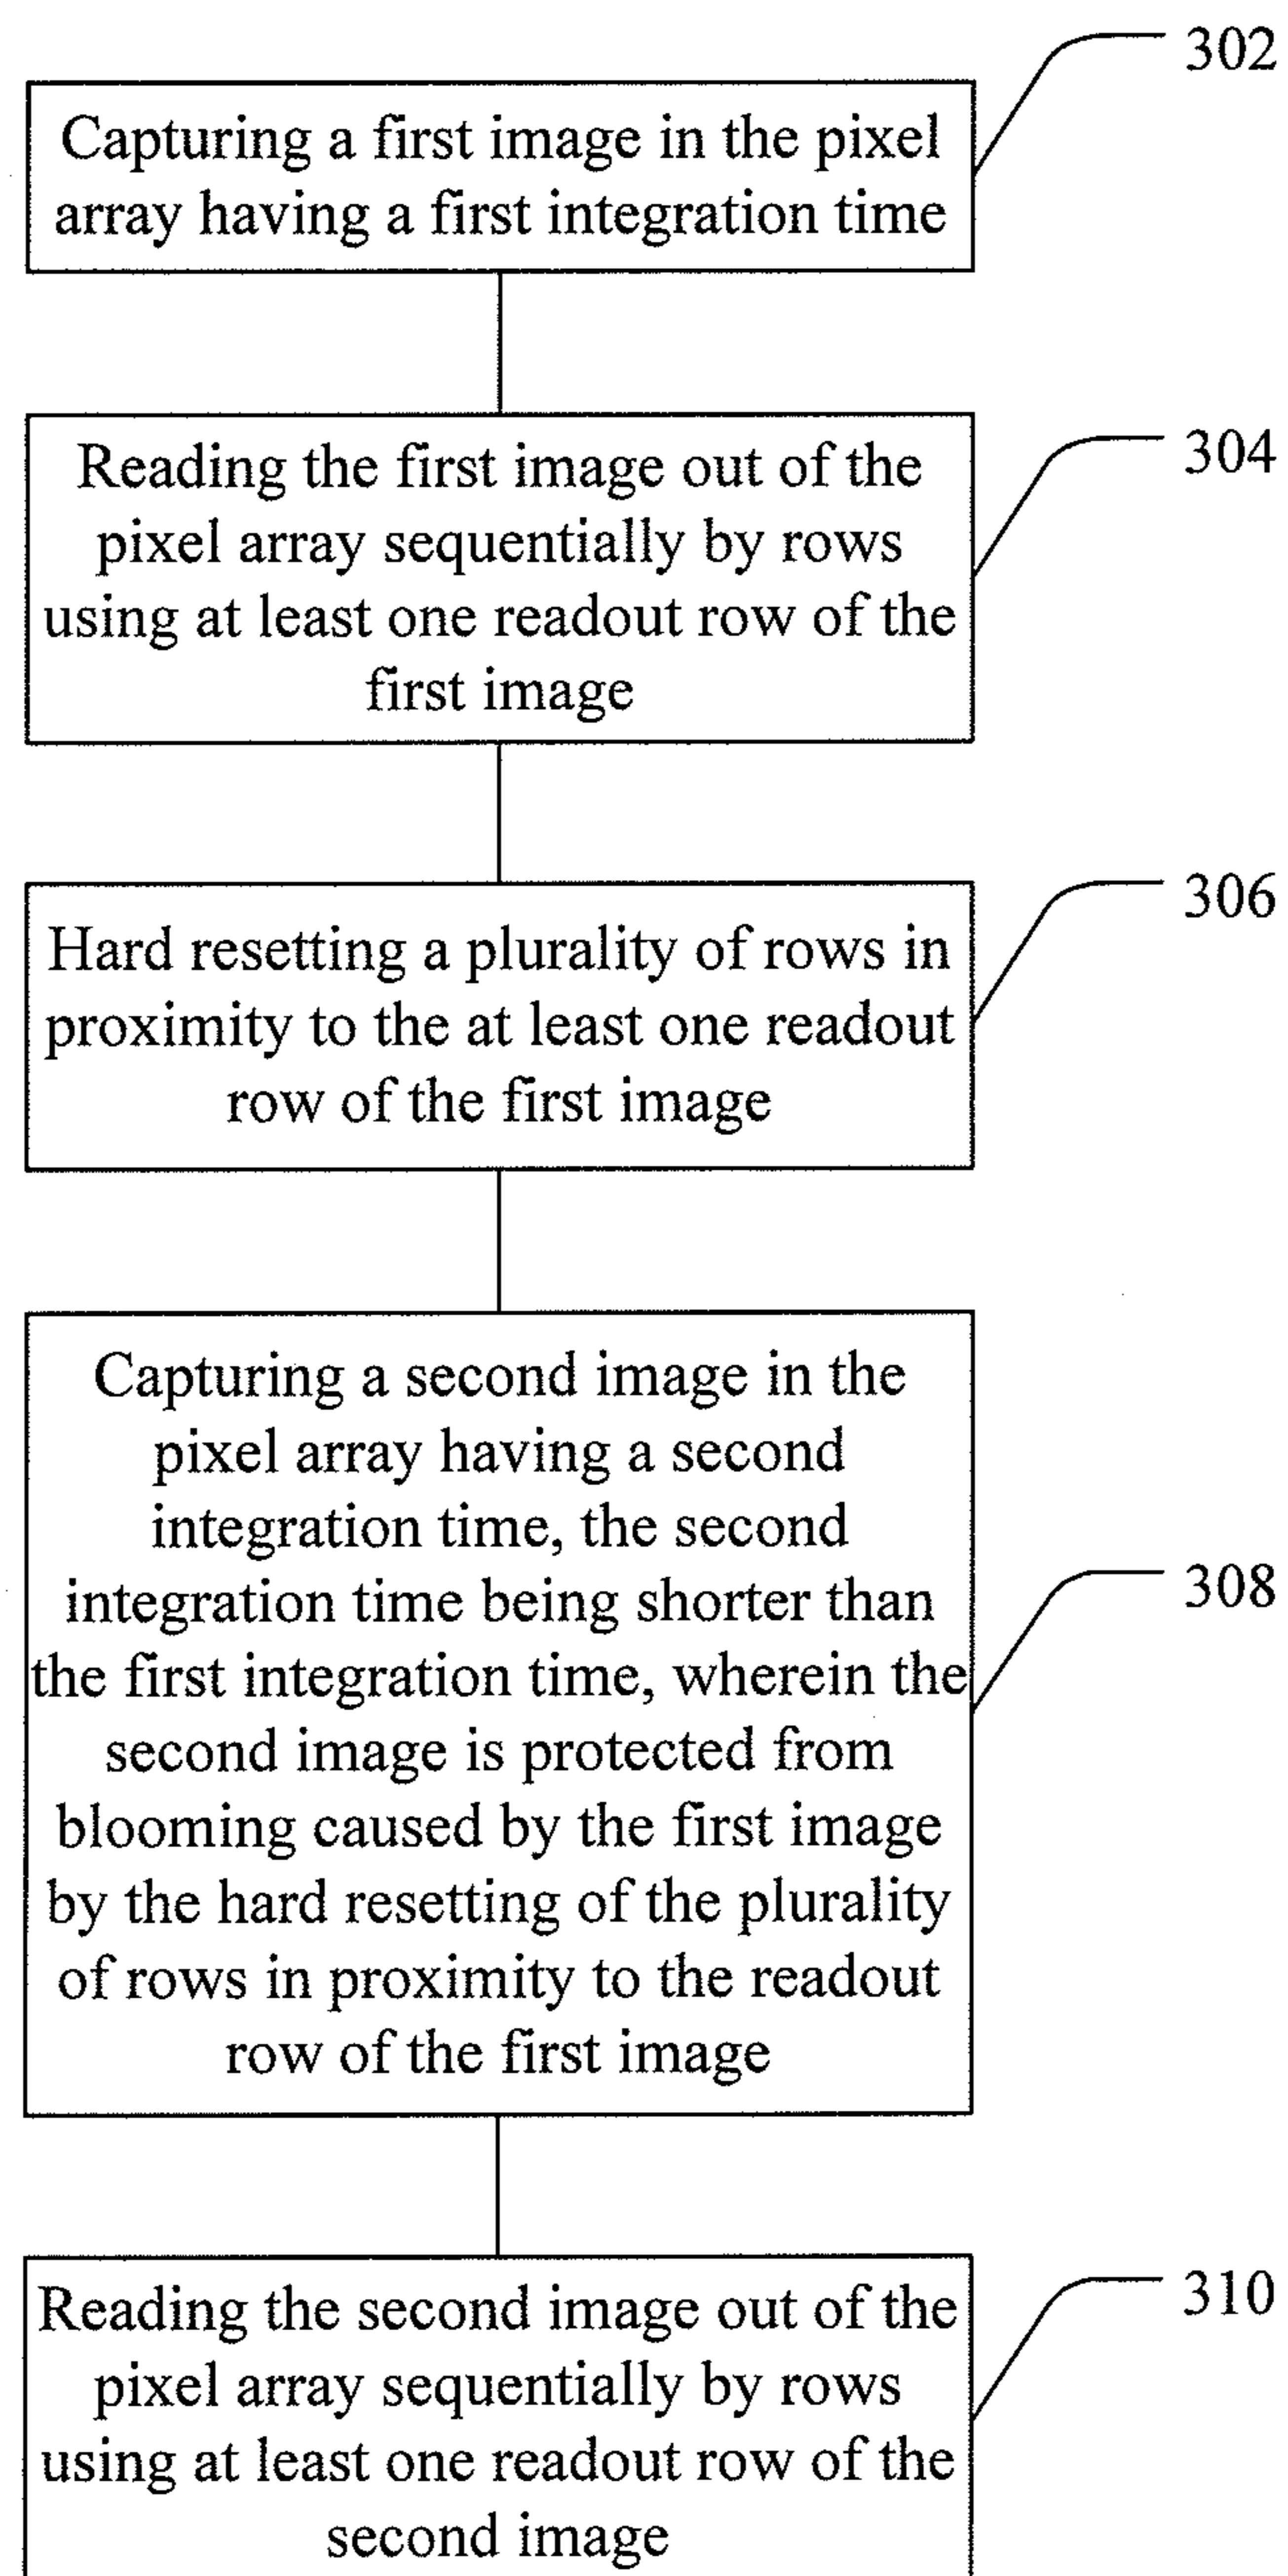 302
Capturing a first image in the pixel
array having a first integration time
304
Reading the first image out of the
pixel array sequentially by rows
using at least one readout row of the
first image
306
Hard resetting a plurality of rows in
proximity to the at least one readout
row of the first image
308
Capturing a second image in the
pixel array having a second
integration time, the second
integration time being shorter than
the first integration time, wherein the
second image is protected from
blooming caused by the first image
by the hard resetting of the plurality
of rows in proximity to the readout
row of the first image
310
Reading the second image out of the
pixel array sequentially by rows
using at least one readout row of the
second image